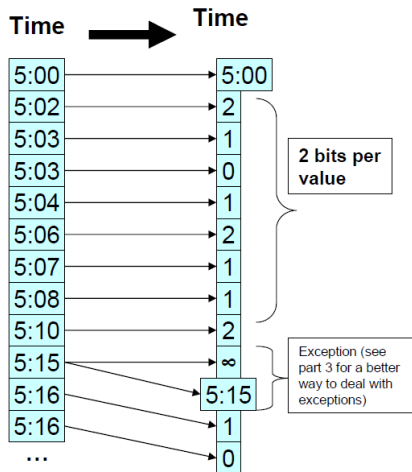 Time Time
5:00 5:00
5:02 2
5:03 1
5:03 0
5:04 1
5:06 2
5:07 1
5:08 1
5:10 2
5:15 ∞
5:15
5:16 1
5:16 0
...
2 bits per
value
Exception (see
part 3 for a better
way to deal with
exceptions)